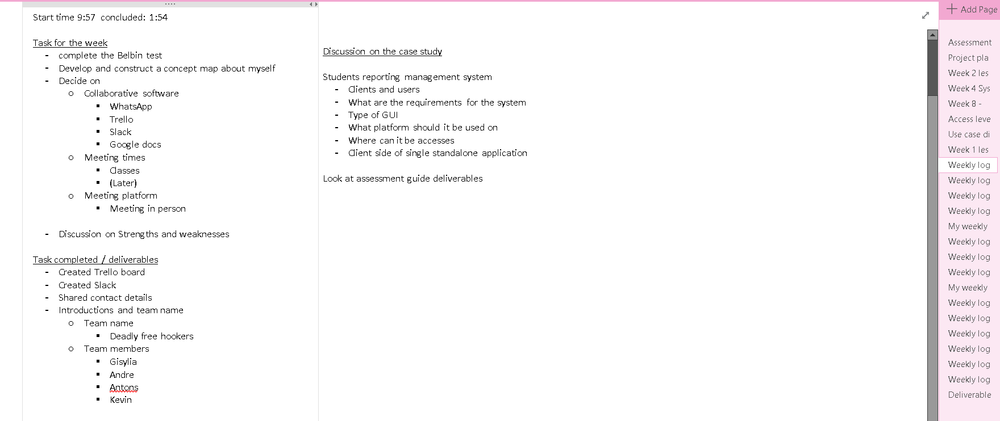 Start time 9:57 concluded: 1:54
Task for the week
- complete the Belbin test
- Develop and construct a concept map about myself
- Decide on
o Collaborative software
▪ WhatsApp
▪ Trello
▪ Slack
▪ Google docs
o Meeting times
▪ Classes
▪ (Later)
o Meeting platform
▪ Meeting in person
- Discussion on Strengths and weaknesses
Task completed / deliverables
- Created Trello board
- Created Slack
- Shared contact details
- Introductions and team name
o Team name
▪ Deadly free hookers
o Team members
▪ Gisylia
▪ Andre
▪ Antons
▪ Kevin
Discussion on the case study
Students reporting management system
- Clients and users
- What are the requirements for the system
- Type of GUI
- What platform should it be used on
- Where can it be accesses
- Client side of single standalone application
Look at assessment guide deliverables
Add Page
Assessment
Project pla
Week 2 les
Week 4 Sys
Week 8 -
Access leve
Use case di
Week 1 les
Weekly log
Weekly log
Weekly log
Weekly log
My weekly
Weekly log
Weekly log
Weekly log
My weekly
Weekly log
Weekly log
Weekly log
Weekly log
Weekly log
Weekly log
Deliverable